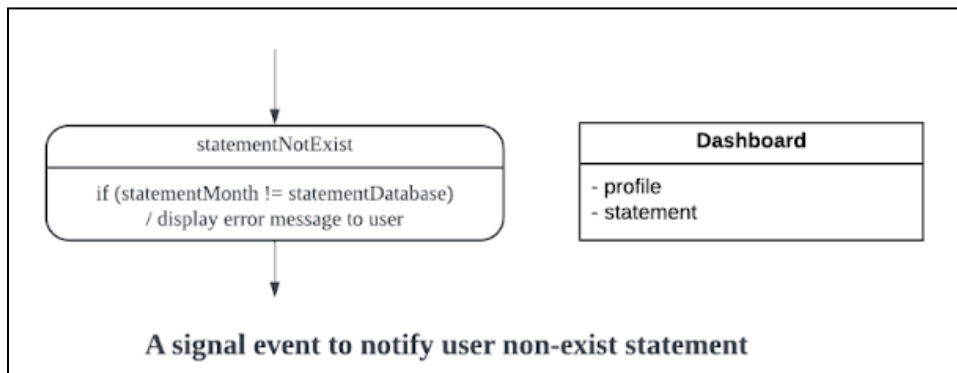 statementNotExist
if (statementMonth != statementDatabase)
/ display error message to user
Dashboard
- profile
- statement
A signal event to notify user non-exist statement